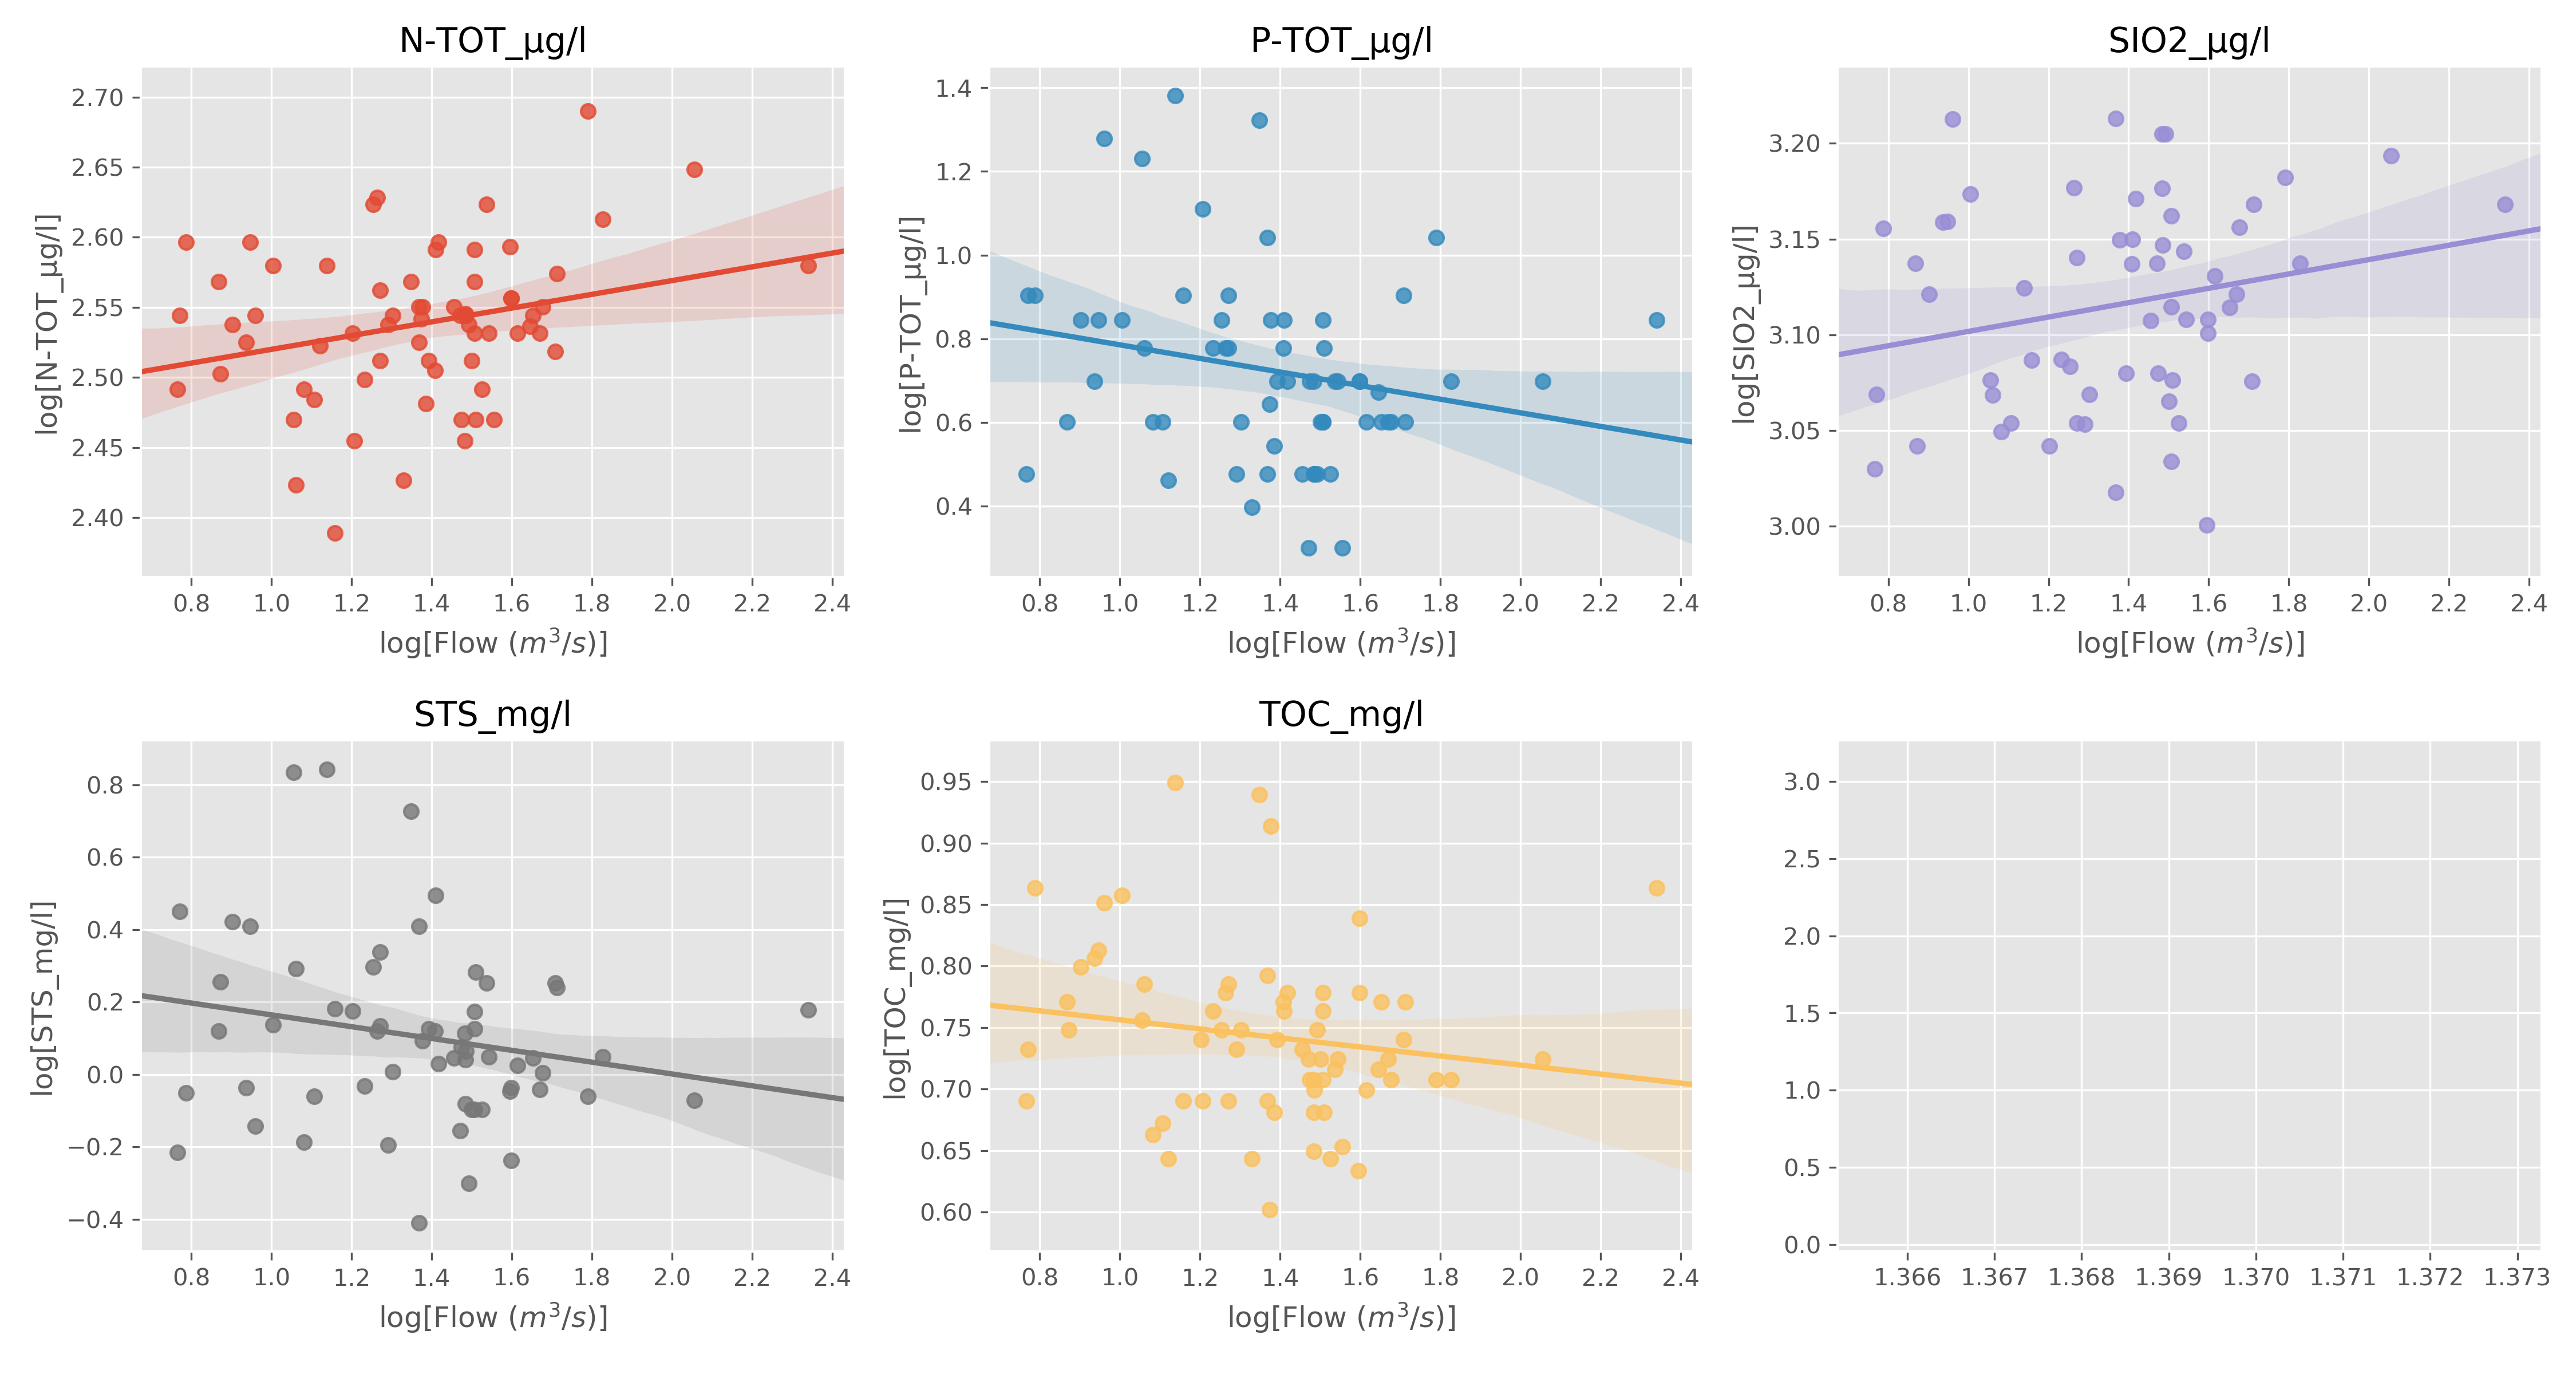 N-TOT_µg/l
P-TOT_µg/l
SIO2_µg/l
log[N-TOT_µg/l]
2.70
2.65
2.60
2.55
2.50
2.45
2.40
0.8 1.0 1.2 1.4 1.6 1.8 2.0 2.2 2.4
log[Flow (m³/s)]
log[P-TOT_µg/l]
1.4
1.2
1.0
0.8
0.6
0.4
0.8 1.0 1.2 1.4 1.6 1.8 2.0 2.2 2.4
log[Flow (m³/s)]
log[SIO2_µg/l]
3.20
3.15
3.10
3.05
3.00
0.8 1.0 1.2 1.4 1.6 1.8 2.0 2.2 2.4
log[Flow (m³/s)]
STS_mg/l
TOC_mg/l
log[STS_mg/l]
0.8
0.6
0.4
0.2
0.0
−0.2
−0.4
0.8 1.0 1.2 1.4 1.6 1.8 2.0 2.2 2.4
log[Flow (m³/s)]
log[TOC_mg/l]
0.95
0.90
0.85
0.80
0.75
0.70
0.65
0.60
0.8 1.0 1.2 1.4 1.6 1.8 2.0 2.2 2.4
log[Flow (m³/s)]
3.0
2.5
2.0
1.5
1.0
0.5
0.0
1.366 1.367 1.368 1.369 1.370 1.371 1.372 1.373